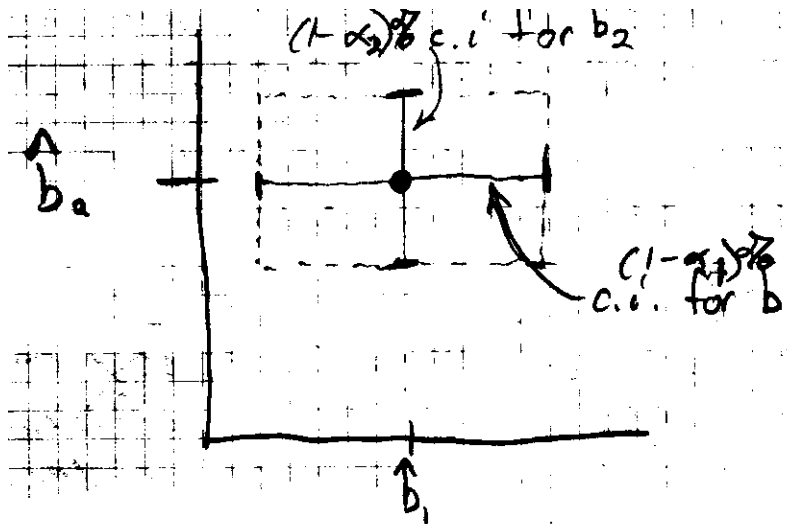 (1-α₂)% c.i for b₂
b̂₂
(1-α₁)%
c.i. for b
b̂₁